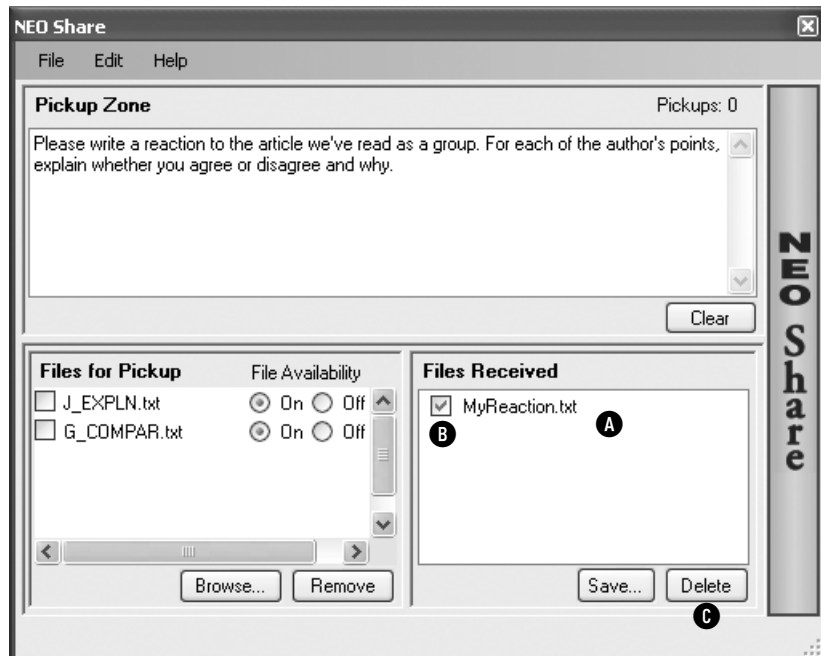 NEO Share
File Edit Help
Pickup Zone Pickups: 0
Please write a reaction to the article we've read as a group. For each of the author's points,
explain whether you agree or disagree and why.
Clear
NEO Share
Files for Pickup File Availability
J_EXPLN.txt On Off
G_COMPAR.txt On Off
Browse... Remove
Files Received
MyReaction.txt A
B
Save... Delete
C